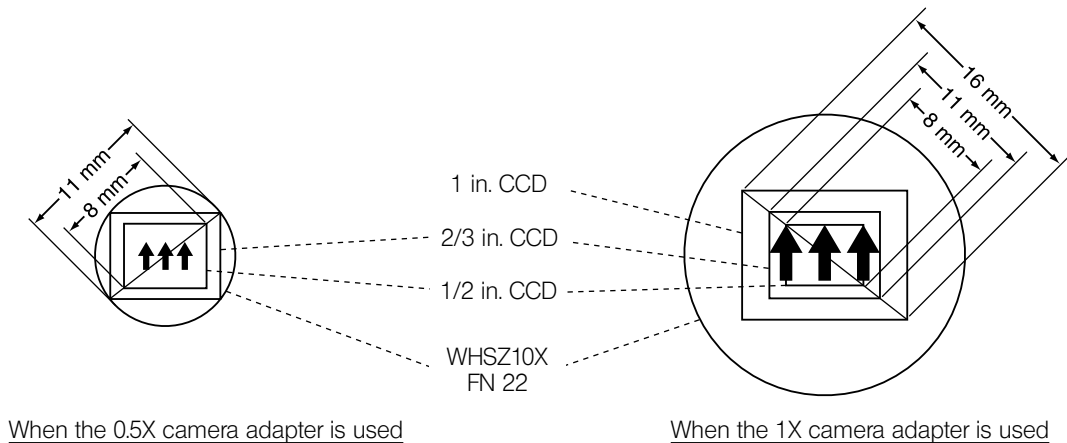 11 mm
8 mm
16 mm
11 mm
8 mm
1 in. CCD
2/3 in. CCD
1/2 in. CCD
WHSZ10X
FN 22
When the 0.5X camera adapter is used
When the 1X camera adapter is used